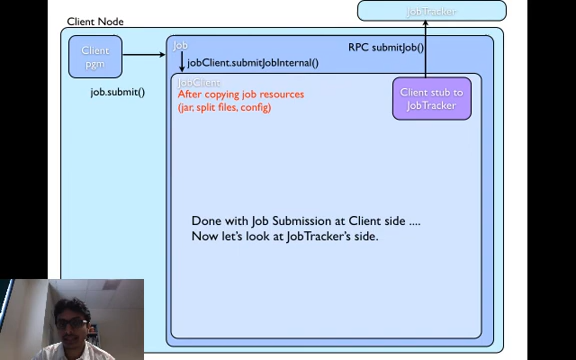 JobTracker
Client Node
Client
pgm
Job
RPC submitJob()
jobClient.submitJobInternal()
JobClient
After copying job resources
(jar, split files, config)
Client stub to
JobTracker
job.submit()
Done with Job Submission at Client side ....
Now let's look at JobTracker's side.